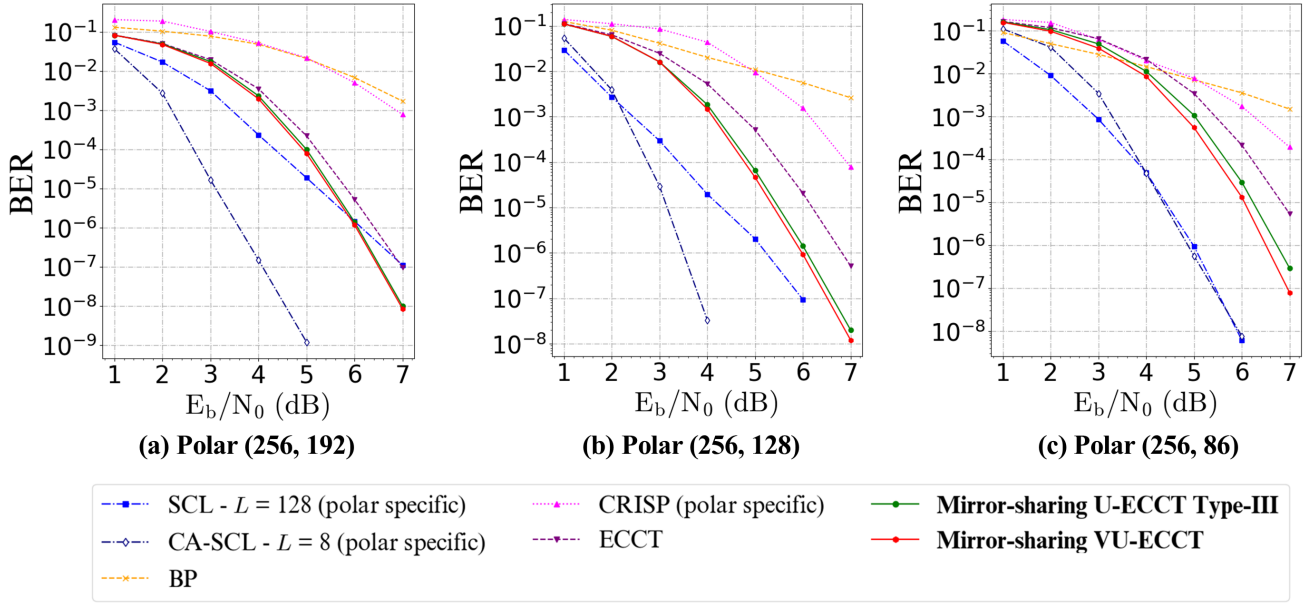 BER
10⁻¹
10⁻²
10⁻³
10⁻⁴
10⁻⁵
10⁻⁶
10⁻⁷
10⁻⁸
10⁻⁹
1 2 3 4 5 6 7
E_b/N_0 (dB)
(a) Polar (256, 192)
BER
10⁻¹
10⁻²
10⁻³
10⁻⁴
10⁻⁵
10⁻⁶
10⁻⁷
10⁻⁸
1 2 3 4 5 6 7
E_b/N_0 (dB)
(b) Polar (256, 128)
BER
10⁻¹
10⁻²
10⁻³
10⁻⁴
10⁻⁵
10⁻⁶
10⁻⁷
10⁻⁸
1 2 3 4 5 6 7
E_b/N_0 (dB)
(c) Polar (256, 86)
SCL - L = 128 (polar specific)
CA-SCL - L = 8 (polar specific)
BP
CRISP (polar specific)
ECCT
Mirror-sharing U-ECCT Type-III
Mirror-sharing VU-ECCT